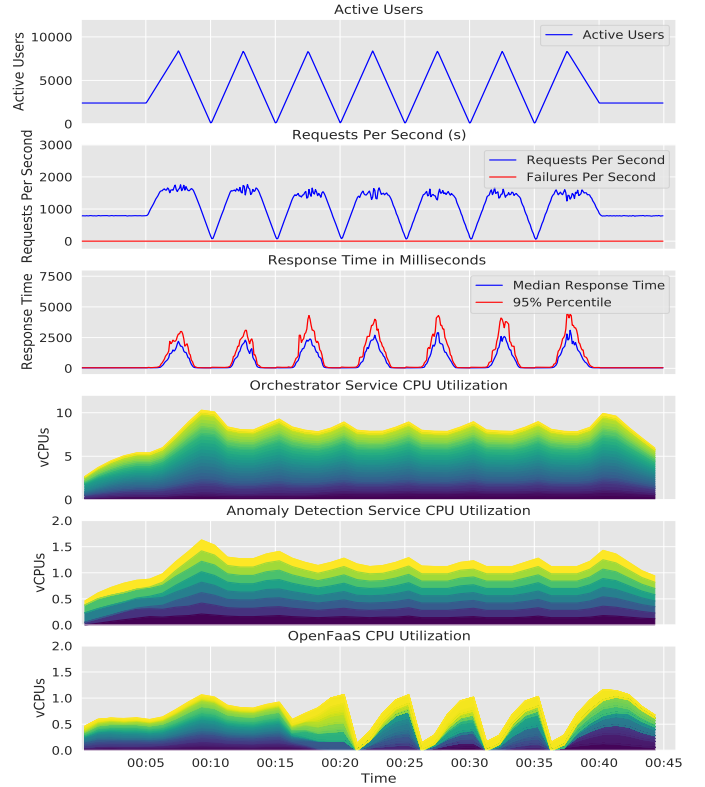 Active Users
10000
5000
0
Active Users
Active Users
Requests Per Second (s)
3000
2000
1000
0
Requests Per Second
Requests Per Second
Failures Per Second
Response Time in Milliseconds
7500
5000
2500
0
Response Time
Median Response Time
95% Percentile
Orchestrator Service CPU Utilization
10
5
0
vCPUs
Anomaly Detection Service CPU Utilization
2.0
1.5
1.0
0.5
0.0
vCPUs
OpenFaaS CPU Utilization
2.0
1.5
1.0
0.5
0.0
vCPUs
00:05 00:10 00:15 00:20 00:25 00:30 00:35 00:40 00:45
Time